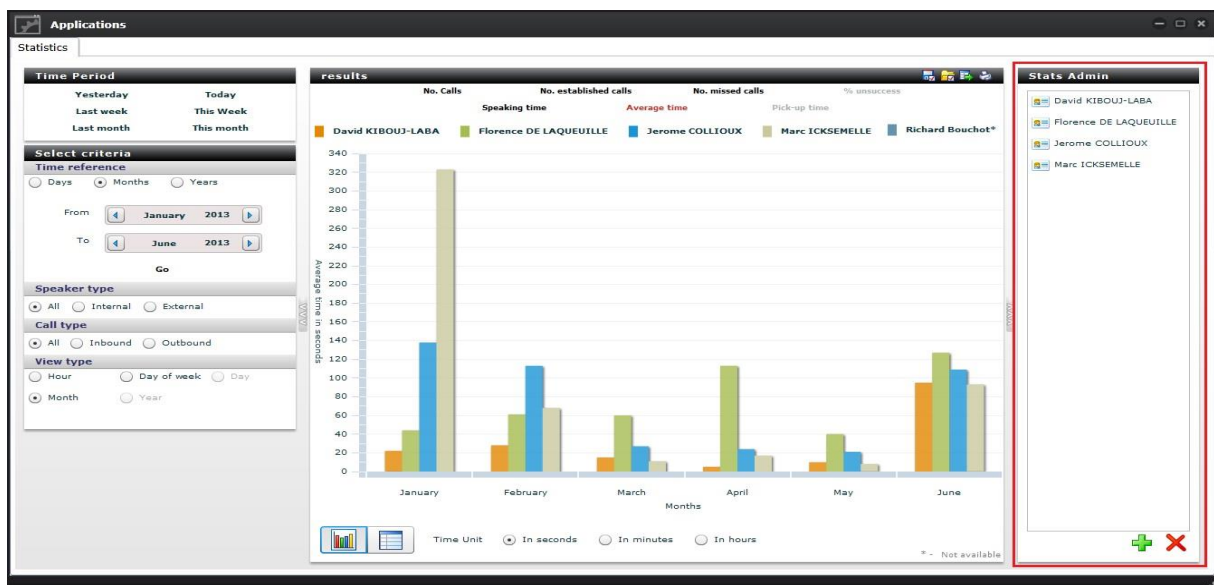 Applications
Statistics
Time Period
Yesterday Today
Last week This Week
Last month This month
Select criteria
Time reference
Days Months Years
From January 2013
To June 2013
Go
Speaker type
All Internal External
Call type
All Inbound Outbound
View type
Hour Day of week Day
Month Year
results
No. Calls No. established calls No. missed calls % unsuccess
Speaking time Average time Pick-up time
David KIBOUJ-LABA Florence DE LAQUEUILLE Jerome COLLIOUX Marc ICKSEMELLE Richard Bouchot*
340
320
300
280
260
240
220
200
180
160
140
120
100
80
60
40
20
0
Average time in seconds
January February March April May June
Months
Time Unit In seconds In minutes In hours
* - Not available
Stats Admin
David KIBOUJ-LABA
Florence DE LAQUEUILLE
Jerome COLLIOUX
Marc ICKSEMELLE